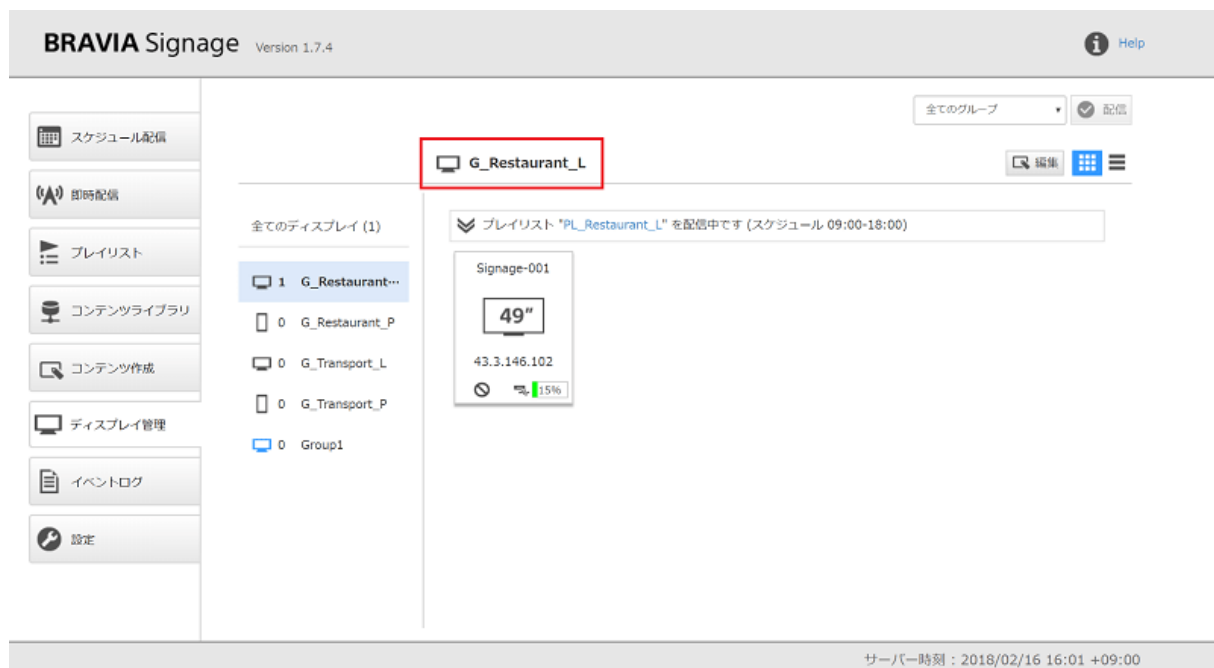 BRAVIA Signage Version 1.7.4
Help
全てのグループ 配信
スケジュール配信
G_Restaurant_L
編集
即時配信
プレイリスト
コンテンツライブラリ
コンテンツ作成
ディスプレイ管理
イベントログ
設定
全てのディスプレイ (1)
1 G_Restaurant…
0 G_Restaurant_P
0 G_Transport_L
0 G_Transport_P
0 Group1
プレイリスト "PL_Restaurant_L" を配信中です (スケジュール 09:00-18:00)
Signage-001
49"
43.3.146.102
15%
サーバー時刻 : 2018/02/16 16:01 +09:00